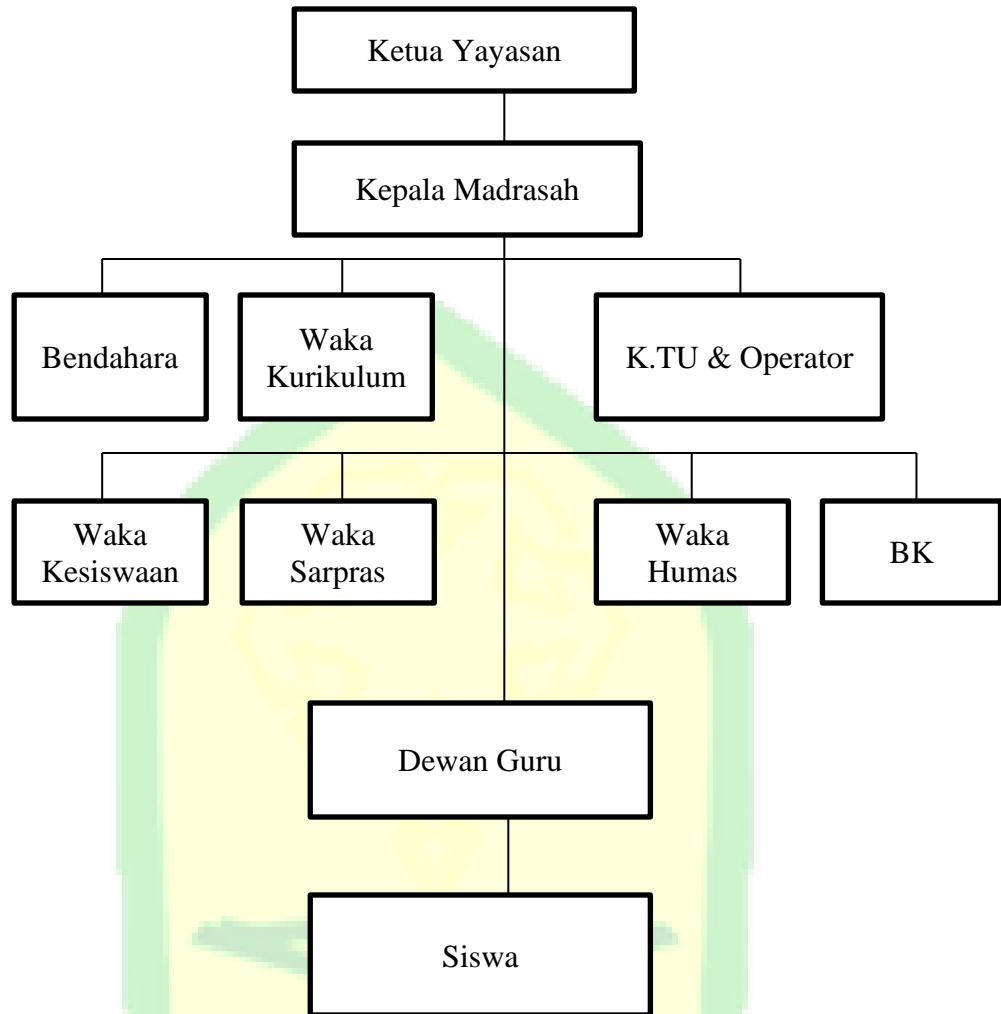 Ketua Yayasan
Kepala Madrasah
Bendahara
Waka
Kurikulum
K.TU & Operator
Waka
Kesiswaan
Waka
Sarpras
Waka
Humas
BK
Dewan Guru
Siswa